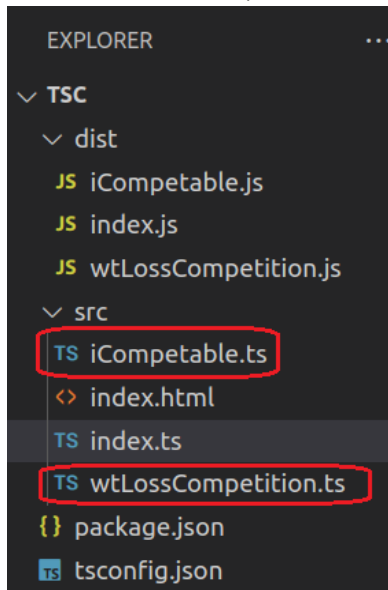 EXPLORER ...
TSC
dist
JS iCompetable.js
JS index.js
JS wtLossCompetition.js
src
TS iCompetable.ts
<> index.html
TS index.ts
TS wtLossCompetition.ts
{} package.json
TS tsconfig.json